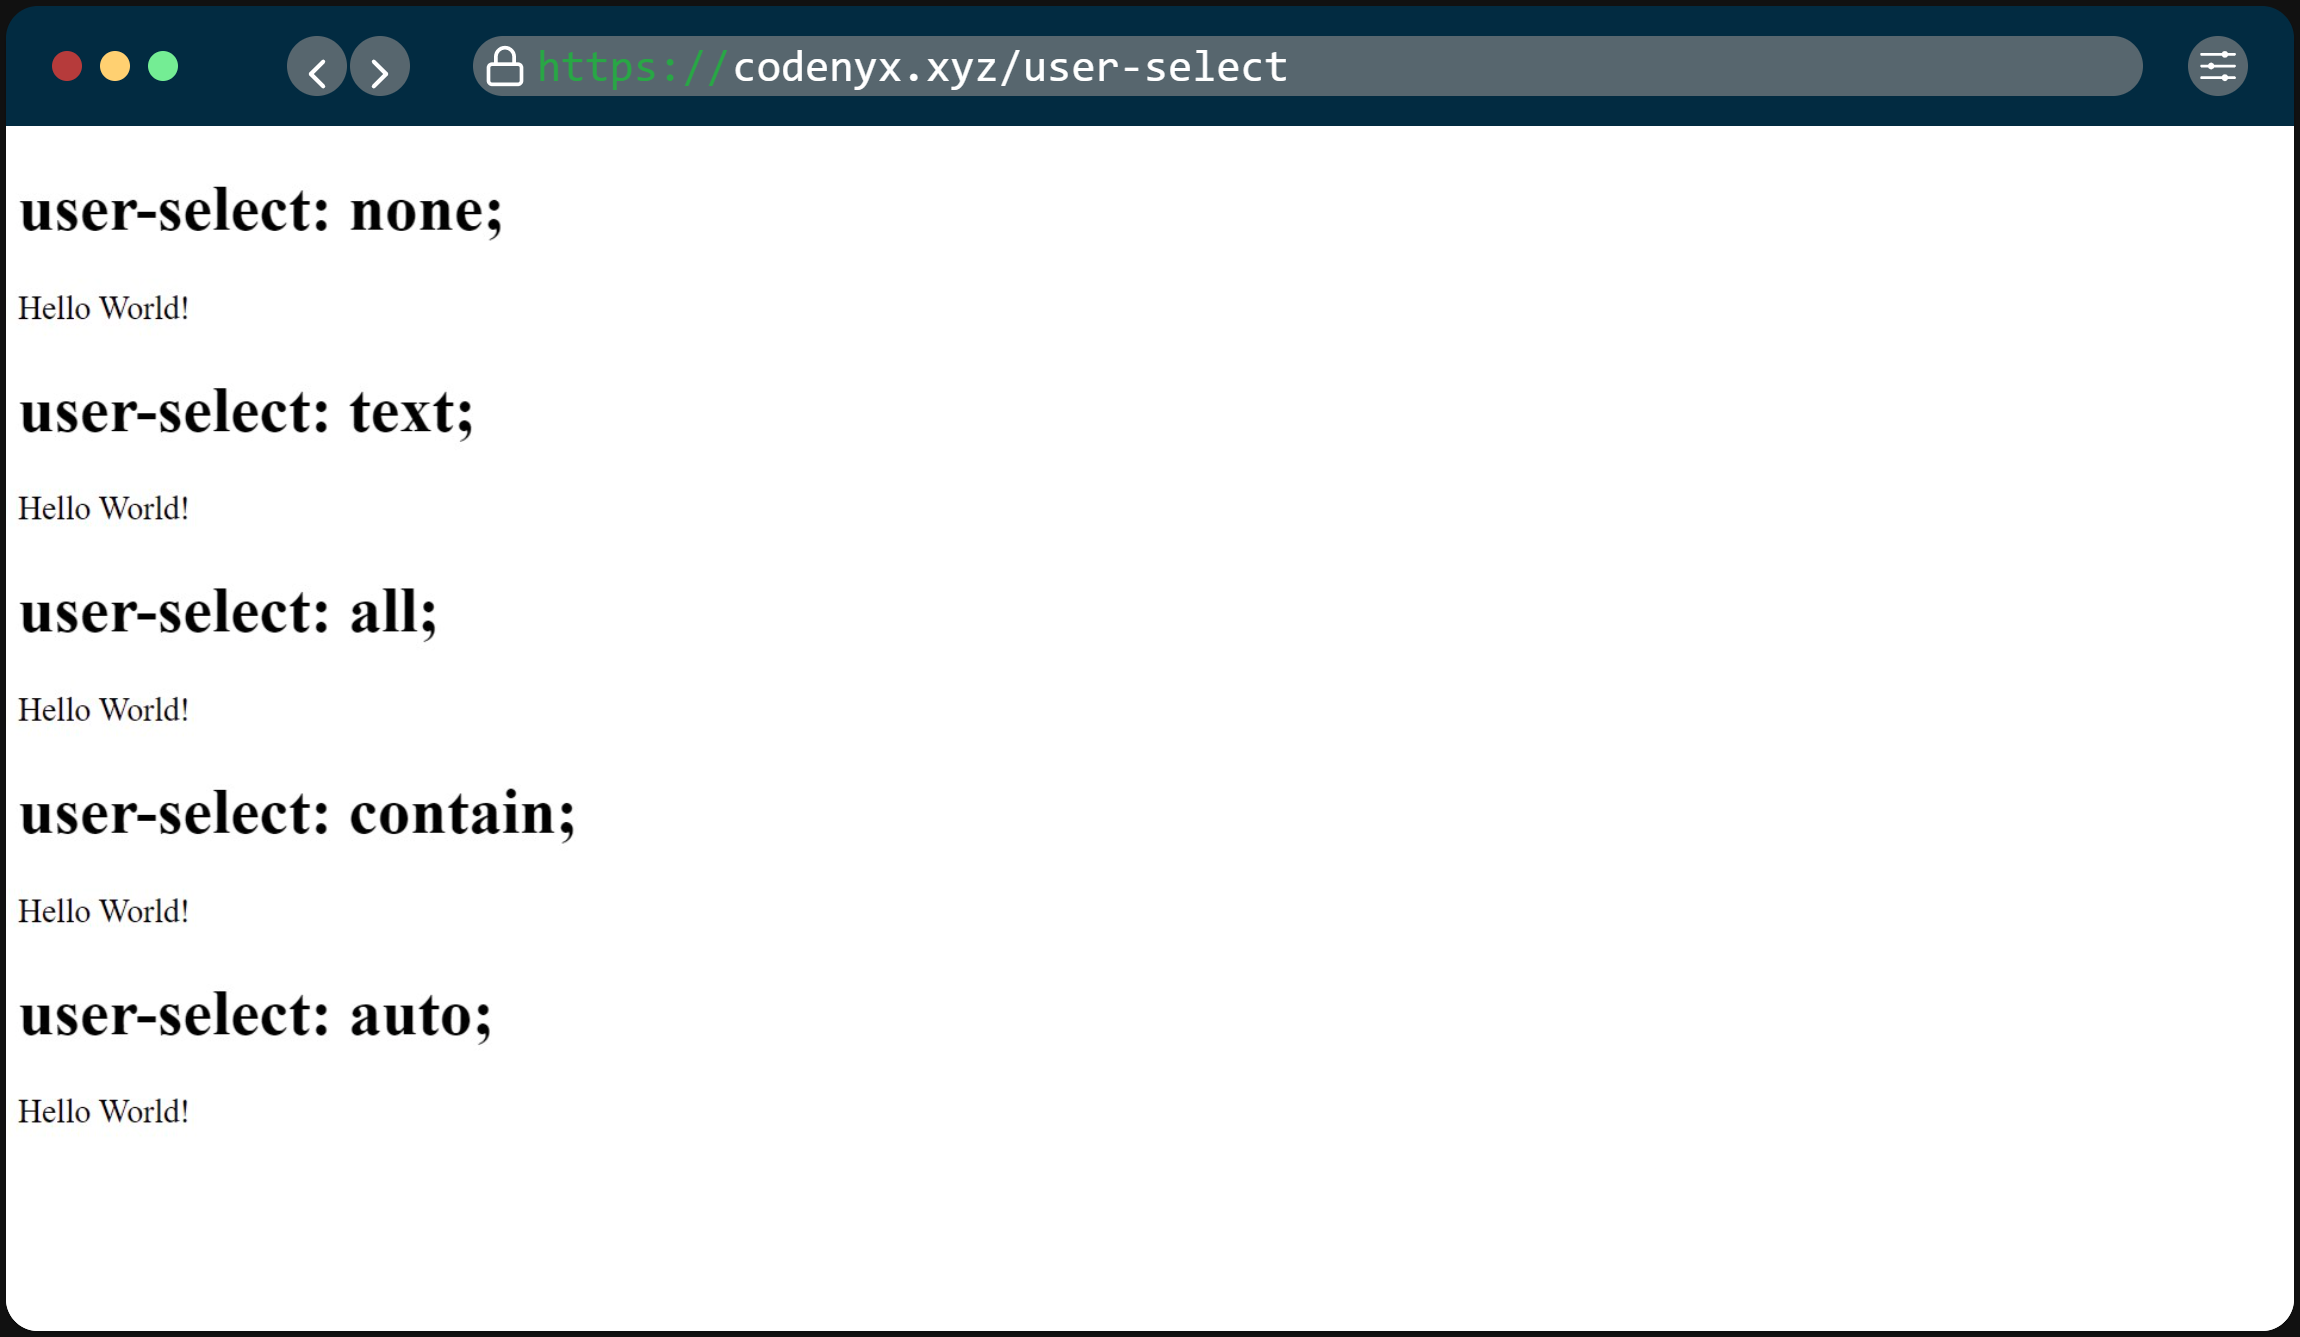 https://codenyx.xyz/user-select
user-select: none;
Hello World!
user-select: text;
Hello World!
user-select: all;
Hello World!
user-select: contain;
Hello World!
user-select: auto;
Hello World!